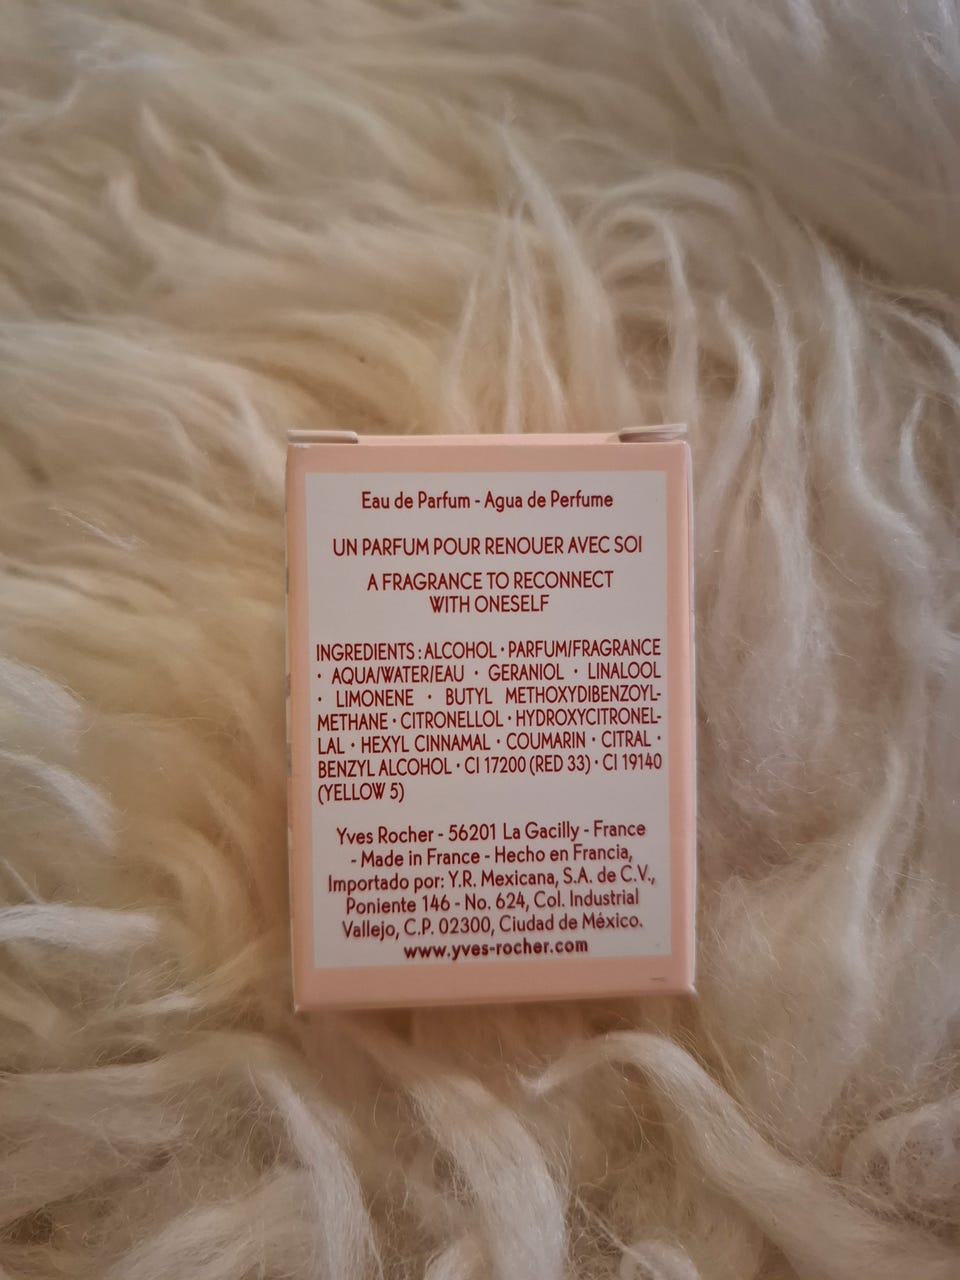 Eau de Parfum - Agua de Perfume
UN PARFUM POUR RENOUER AVEC SOI
A FRAGRANCE TO RECONNECT
WITH ONESELF
INGREDIENTS : ALCOHOL • PARFUM/FRAGRANCE
• AQUA/WATER/EAU • GERANIOL • LINALOOL
• LIMONENE • BUTYL METHOXYDIBENZOYL-
METHANE • CITRONELLOL • HYDROXYCITRONEL-
LAL • HEXYL CINNAMAL • COUMARIN • CITRAL •
BENZYL ALCOHOL • CI 17200 (RED 33) • CI 19140
(YELLOW 5)
Yves Rocher - 56201 La Gacilly - France
- Made in France - Hecho en Francia,
Importado por: Y.R. Mexicana, S.A. de C.V.,
Poniente 146 - No. 624, Col. Industrial
Vallejo, C.P. 02300, Ciudad de México.
www.yves-rocher.com